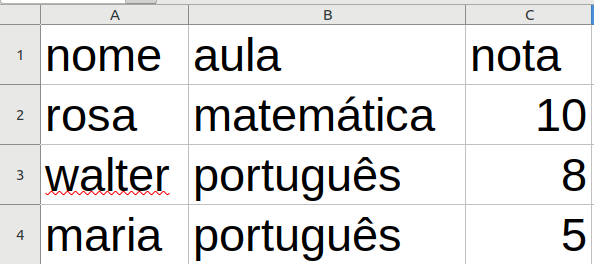 A B C
1 nome aula nota
2 rosa matemática 10
3 walter português 8
4 maria português 5